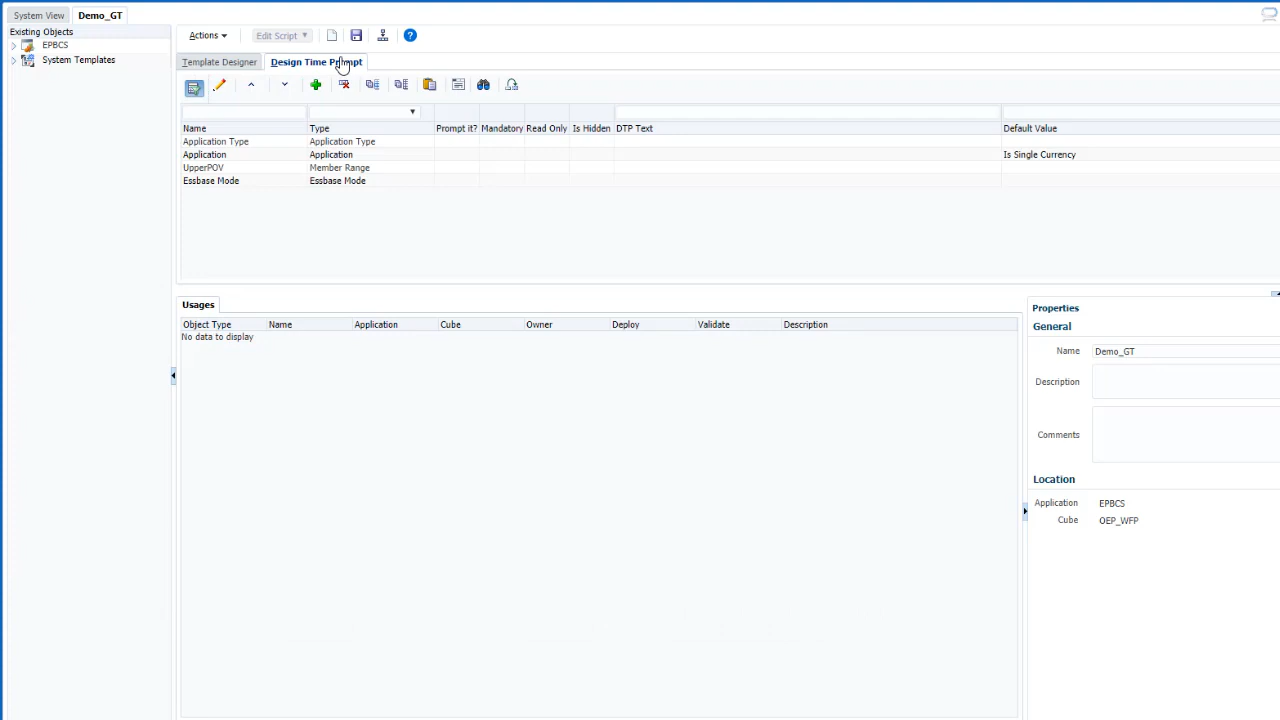 System View Demo_GT
Existing Objects
EPBCS
System Templates
Actions Edit Script
Template Designer Design Time Prompt
Name Type Prompt it? Mandatory Read Only Is Hidden DTP Text Default Value
Application Type Application Type
Application Application Is Single Currency
UpperPOV Member Range
Essbase Mode Essbase Mode
Usages
Object Type Name Application Cube Owner Deploy Validate Description
No data to display
Properties
General
Name Demo_GT
Description
Comments
Location
Application EPBCS
Cube OEP_WFP